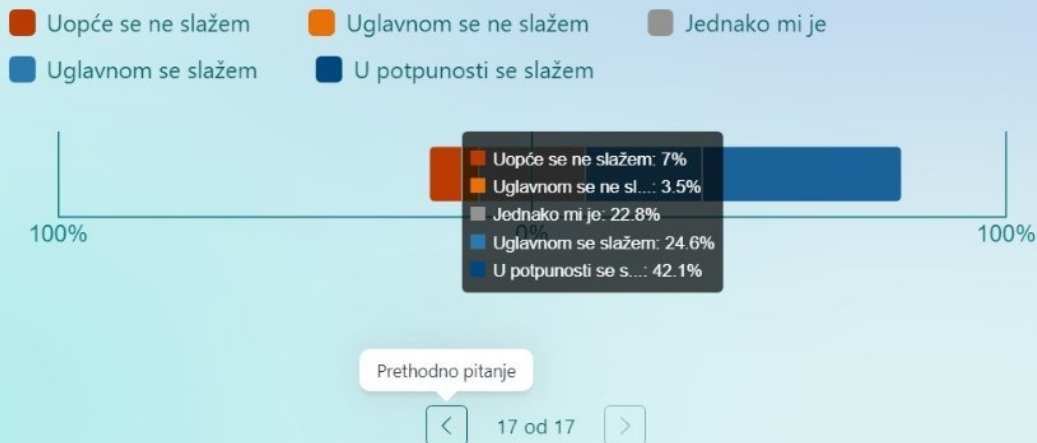 Uopće se ne slažem Uglavnom se ne slažem Jednako mi je
Uglavnom se slažem U potpunosti se slažem
Uopće se ne slažem: 7%
Uglavnom se ne sl...: 3.5%
Jednako mi je: 22.8%
Uglavnom se slažem: 24.6%
U potpunosti se s...: 42.1%
100% 0% 100%
Prethodno pitanje
17 od 17